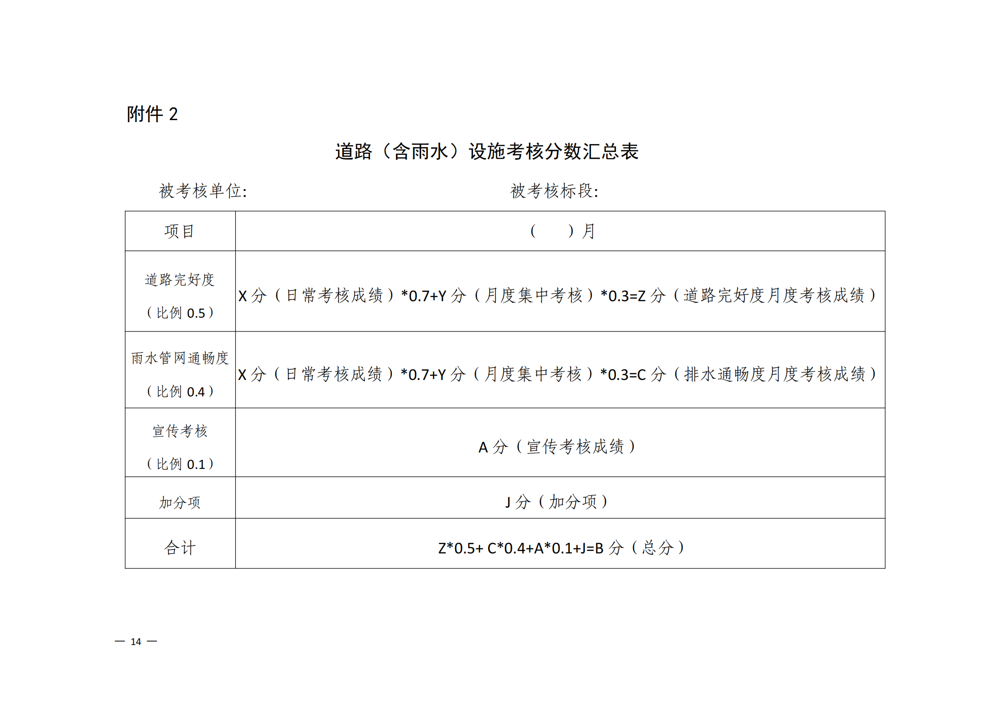 附件 2
道路（含雨水）设施考核分数汇总表
被考核单位:
被考核标段:
项目
（　　）月
道路完好度
（比例 0.5）
X 分（日常考核成绩）*0.7+Y 分（月度集中考核）*0.3=Z 分（道路完好度月度考核成绩）
雨水管网通畅度
（比例 0.4）
X 分（日常考核成绩）*0.7+Y 分（月度集中考核）*0.3=C 分（排水通畅度月度考核成绩）
宣传考核
（比例 0.1）
A 分（宣传考核成绩）
加分项
J 分（加分项）
合计
Z*0.5+ C*0.4+A*0.1+J=B 分（总分）
— 14 —